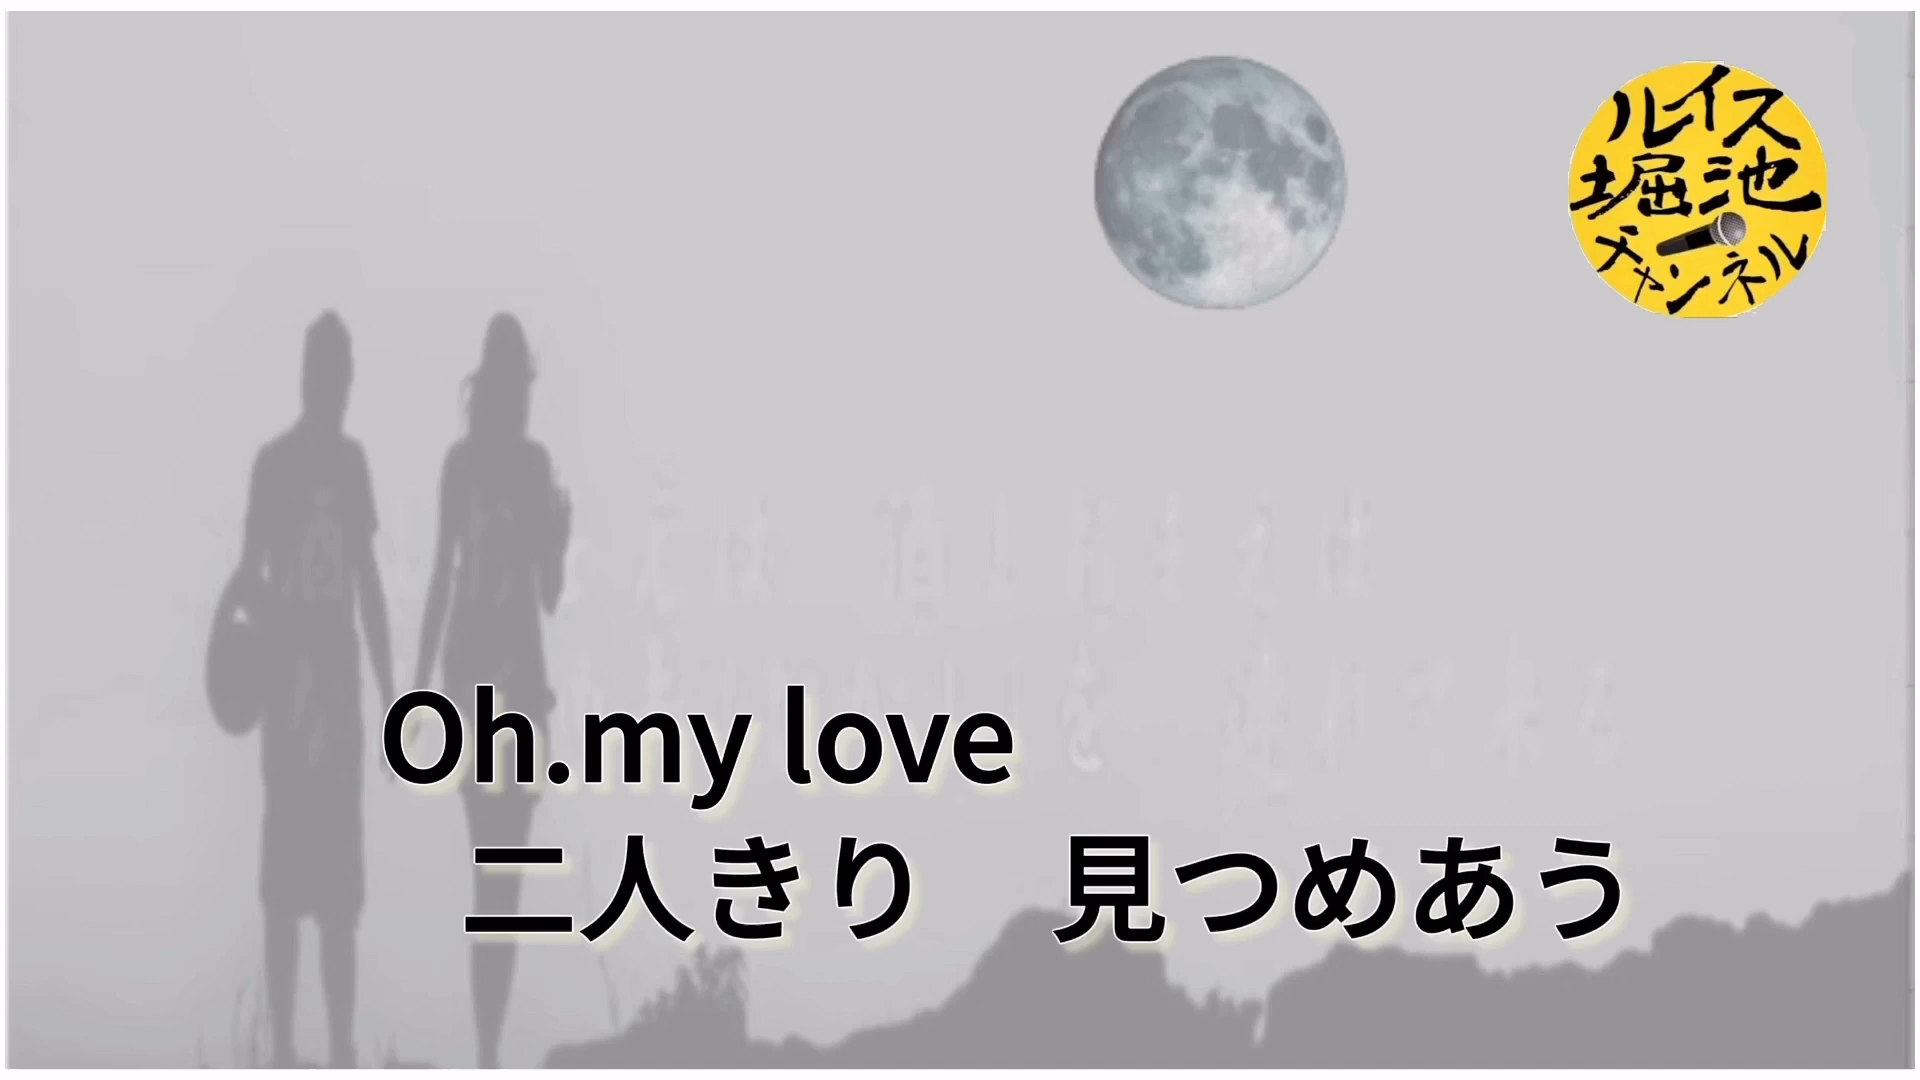 ルイス
堀池
チャンネル
Oh.my love
二人きり　見つめあう